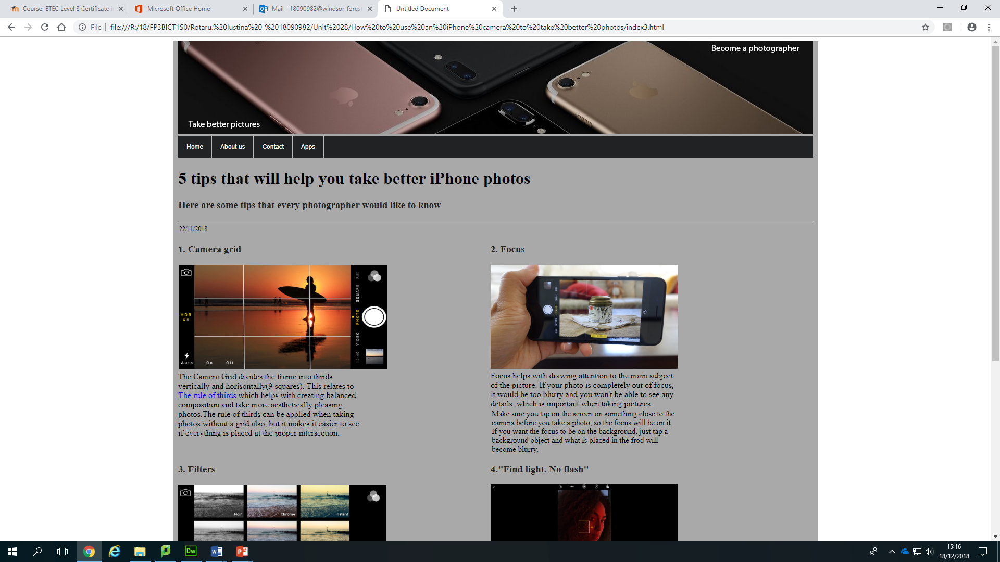 Course: BTEC Level 3 Certificate in
Microsoft Office Home
Mail - 18090982@windsor-forest
Untitled Document
File
file:///R:/18/FP3BICT1S0/Rotaru,%20Iustina%20-%2018090982/Unit%2028/How%20to%20use%20an%20iPhone%20camera%20to%20take%20better%20photos/index3.html
Become a photographer
Take better pictures
Home
About us
Contact
Apps
5 tips that will help you take better iPhone photos
Here are some tips that every photographer would like to know
22/11/2018
1. Camera grid
HDR
On
Auto
On
Off
PANO
SQUARE
PHOTO
VIDEO
SLO-MO
The Camera Grid divides the frame into thirds
vertically and horisontally(9 squares). This relates to
The rule of thirds which helps with creating balanced
composition and take more aesthetically pleasing
photos.The rule of thirds can be applied when taking
photos without a grid also, but it makes it easier to see
if everything is placed at the proper intersection.
2. Focus
Focus helps with drawing attention to the main subject
of the picture. If your photo is completely out of focus,
it would be too blurry and you won't be able to see any
details, which is important when taking pictures.
Make sure you tap on the screen on something close to the
camera before you take a photo, so the focus will be on it.
If you want the focus to be on the background, just tap a
background object and what is placed in the frod will
become blurry.
3. Filters
Noir
Chrome
Instant
4."Find light. No flash"
Dw
15:16
18/12/2018